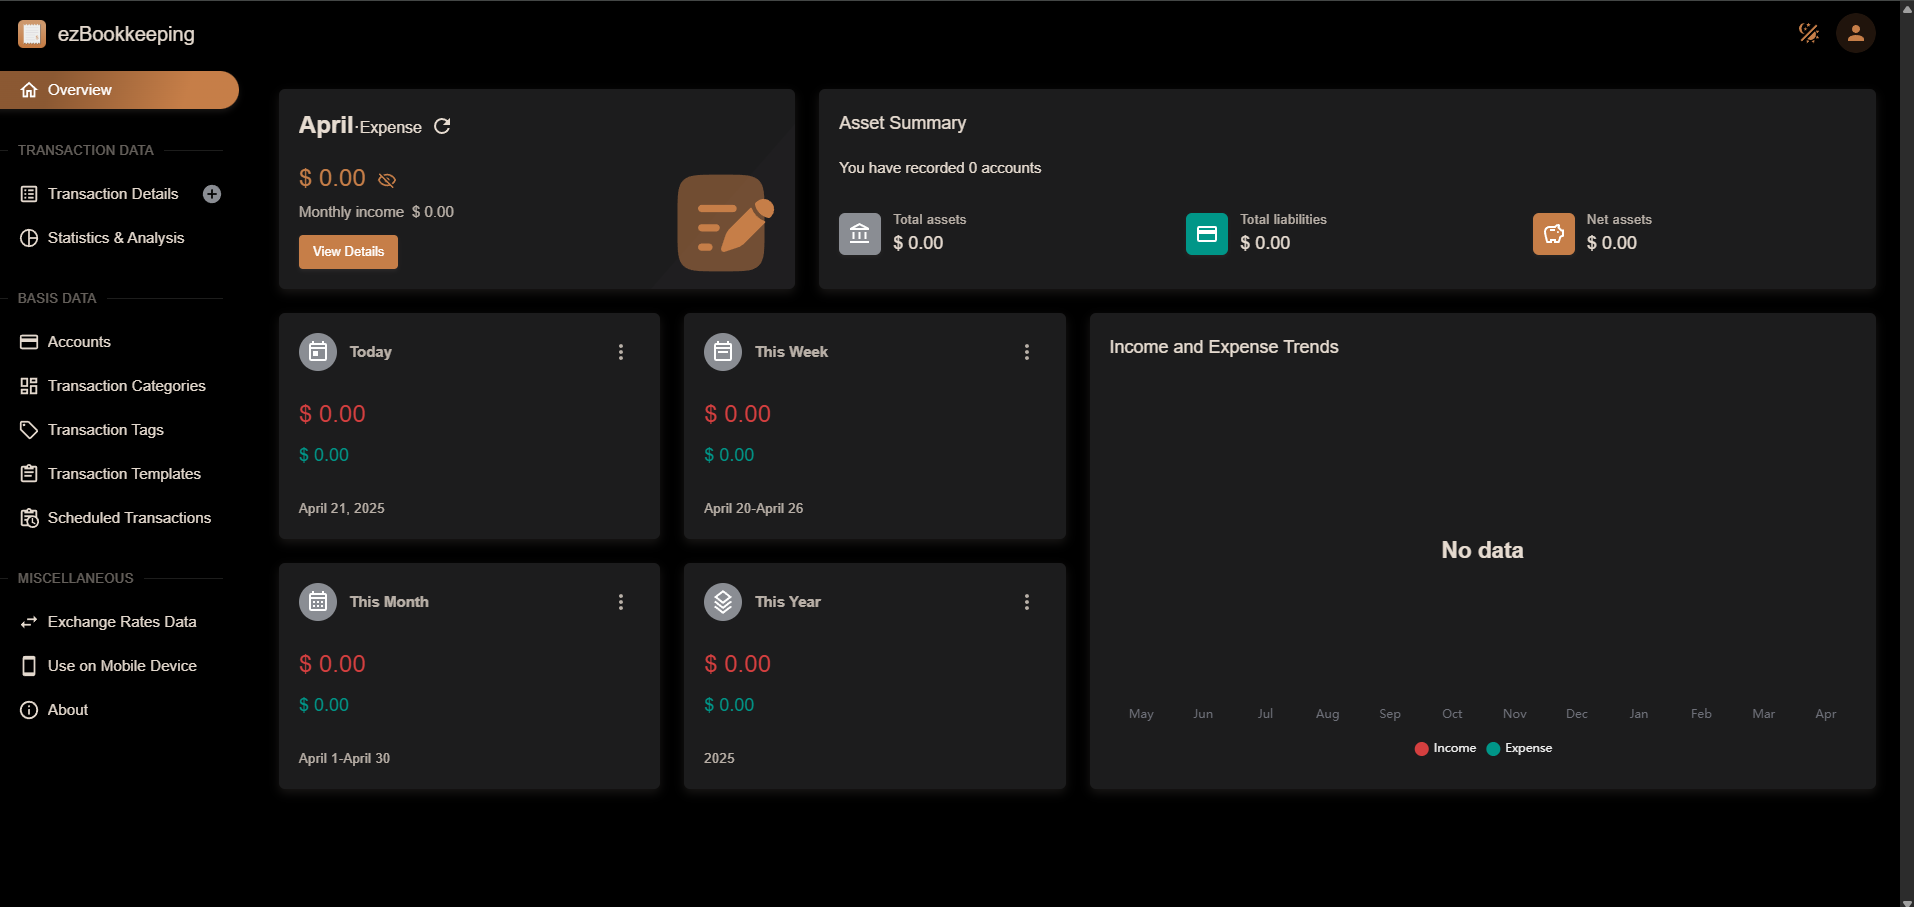 ezBookkeeping
Overview
TRANSACTION DATA
Transaction Details
Statistics & Analysis
BASIS DATA
Accounts
Transaction Categories
Transaction Tags
Transaction Templates
Scheduled Transactions
MISCELLANEOUS
Exchange Rates Data
Use on Mobile Device
About
April·Expense
$ 0.00
Monthly income $ 0.00
View Details
Asset Summary
You have recorded 0 accounts
Total assets
$ 0.00
Total liabilities
$ 0.00
Net assets
$ 0.00
Today
$ 0.00
$ 0.00
April 21, 2025
This Week
$ 0.00
$ 0.00
April 20-April 26
This Month
$ 0.00
$ 0.00
April 1-April 30
This Year
$ 0.00
$ 0.00
2025
Income and Expense Trends
No data
May Jun Jul Aug Sep Oct Nov Dec Jan Feb Mar Apr
Income Expense